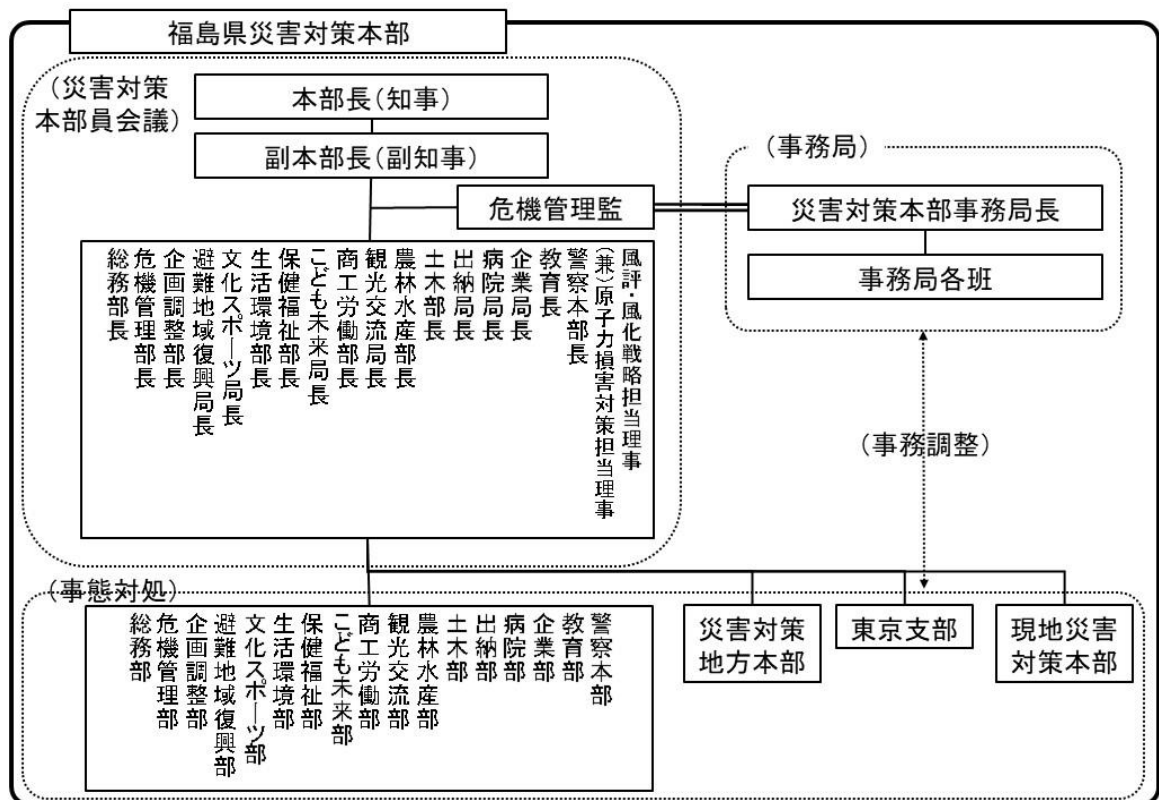 福島県災害対策本部
(災害対策
本部員会議)
本部長(知事)
副本部長(副知事)
危機管理監
(事務局)
災害対策本部事務局長
事務局各班
総務部長
危機管理部長
企画調整部長
避難地域復興局長
文化スポーツ局長
生活環境部長
保健福祉部長
こども未来局長
商工労働部長
観光交流局長
農林水産部長
土木部長
出納局長
病院局長
企業局長
教育長
警察本部長
(兼)原子力損害対策担当理事
風評・風化戦略担当理事
(事務調整)
(事態対処)
総務部
危機管理部
企画調整部
避難地域復興部
文化スポーツ部
生活環境部
保健福祉部
こども未来部
商工労働部
観光交流部
農林水産部
土木部
出納部
病院部
企業部
教育部
警察本部
災害対策
地方本部
東京支部
現地災害
対策本部